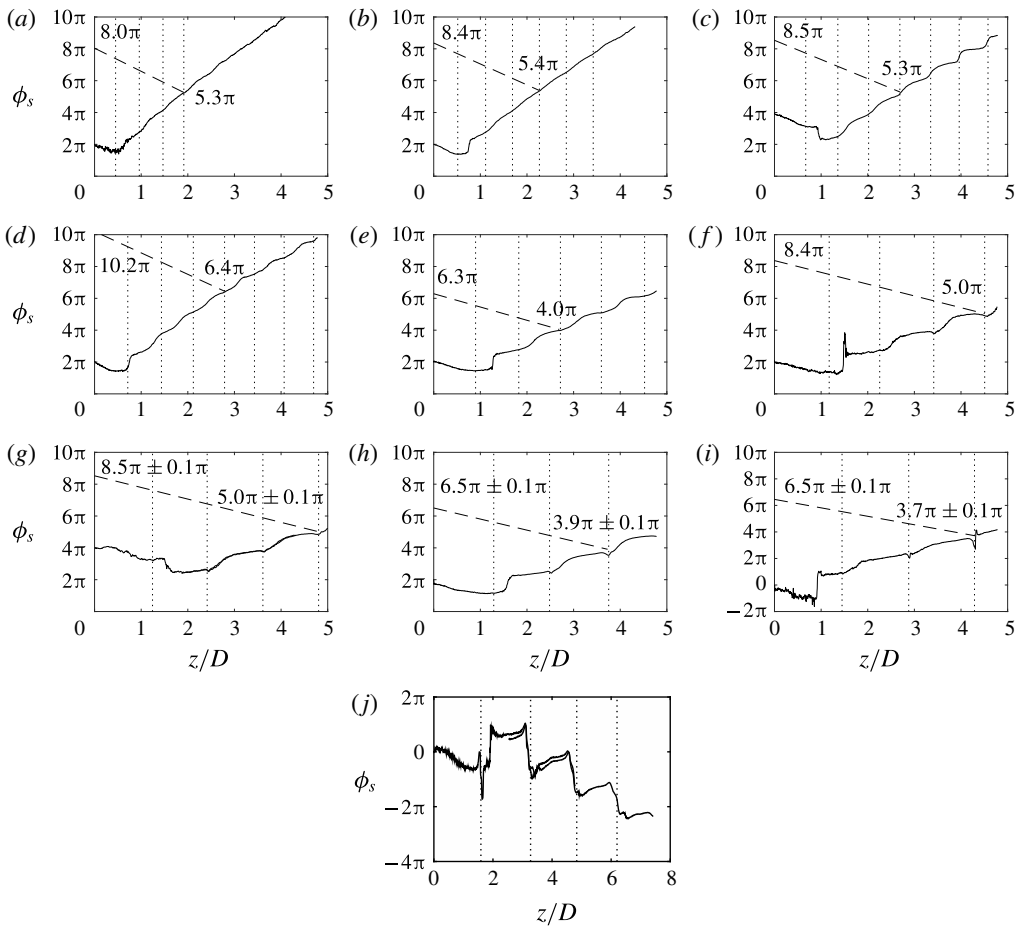 (a) (b) (c)
10π 10π 10π
8.0π 8.4π 8.5π
8π 8π 8π
5.4π 5.3π
6π 6π 6π
5.3π
ϕs
4π 4π 4π
2π 2π 2π
0 0 0
0 1 2 3 4 5 0 1 2 3 4 5 0 1 2 3 4 5
(d) (e) (f)
10π 10π 10π
8.4π
10.2π 6.4π 6.3π
8π 8π 8π
5.0π
4.0π
6π 6π 6π
ϕs
4π 4π 4π
2π 2π 2π
0 0 0
0 1 2 3 4 5 0 1 2 3 4 5 0 1 2 3 4 5
(g) (h) (i)
10π 10π 10π
8.5π ± 0.1π
8π 8π 8π
6.5π ± 0.1π 6.5π ± 0.1π
5.0π ± 0.1π
6π 6π 6π
3.9π ± 0.1π 3.7π ± 0.1π
ϕs
4π 4π 4π
2π 2π 2π
0
0 0 −2π
0 1 2 3 4 5 0 1 2 3 4 5 0 1 2 3 4 5
z/D z/D z/D
(j)
2π
0
ϕs
−2π
−4π
0 2 4 6 8
z/D